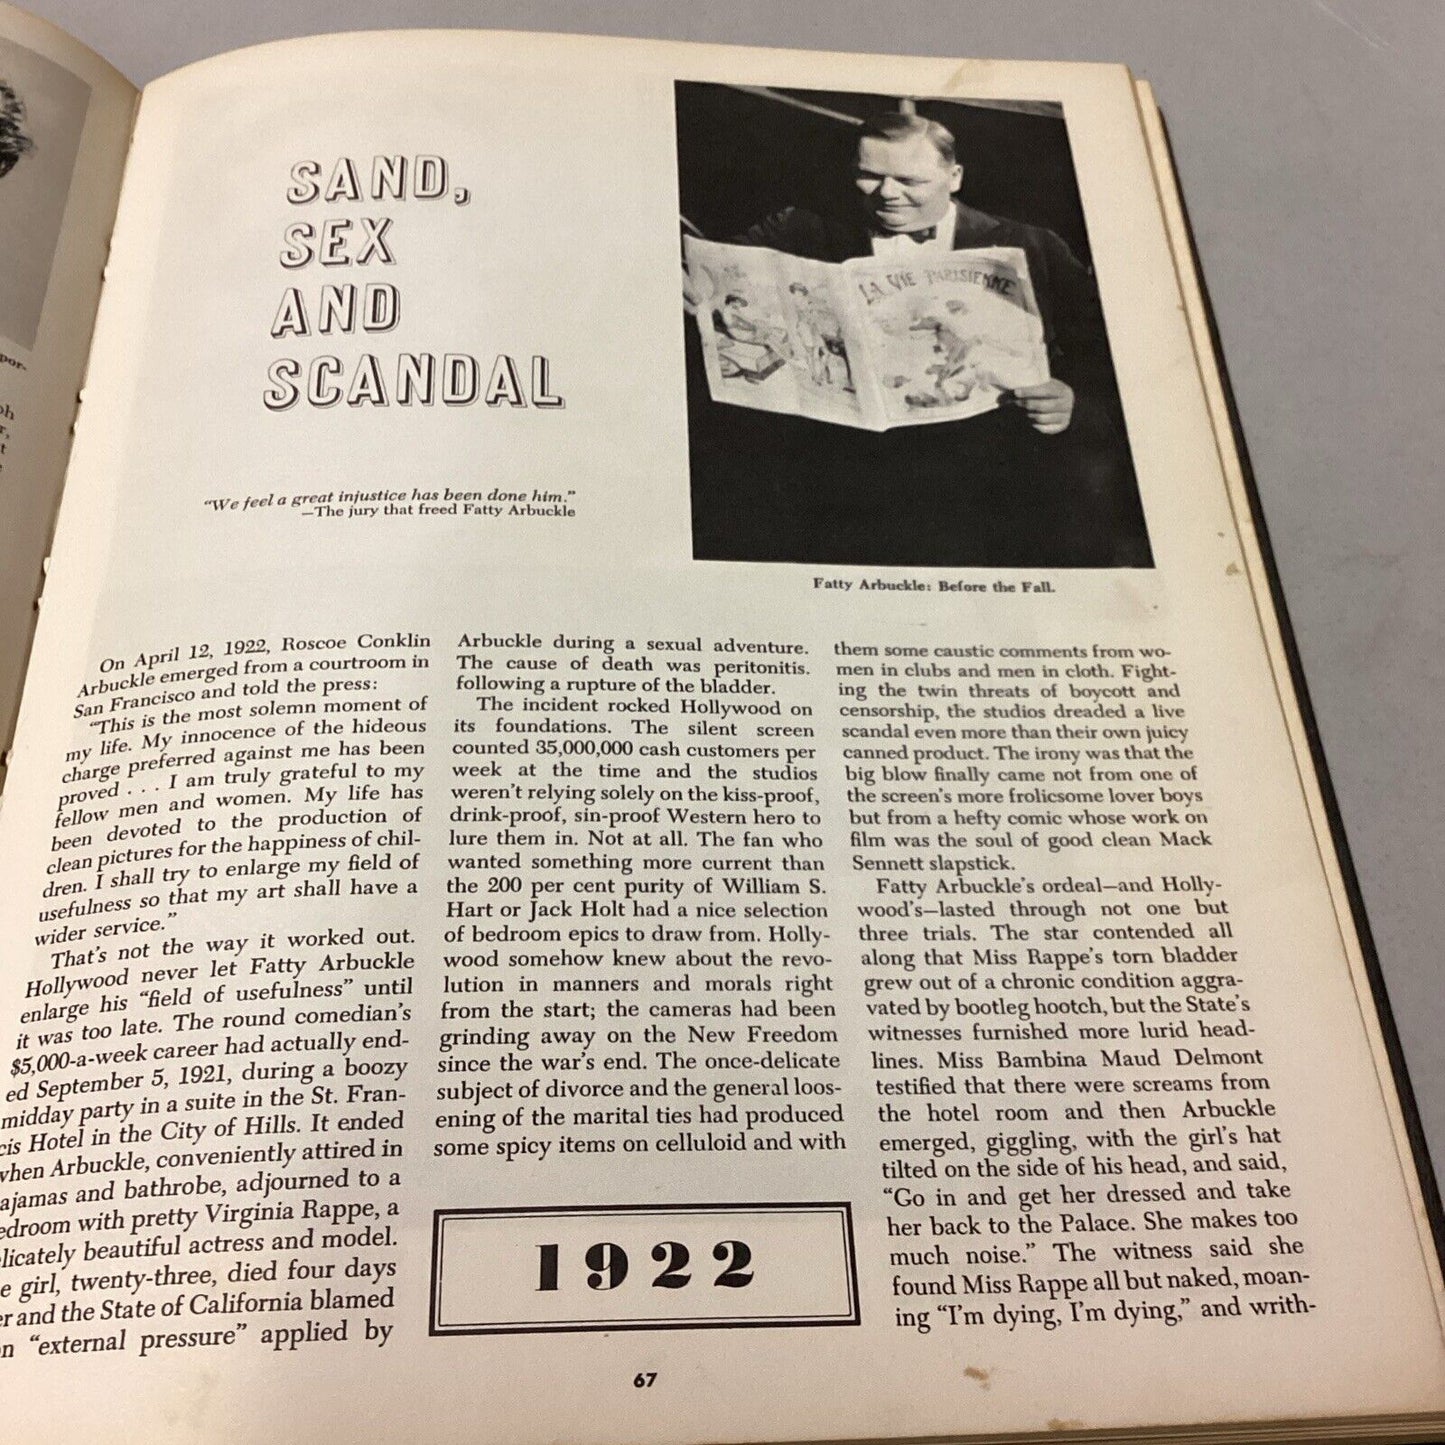 SAND,
SEX
AND
SCANDAL
"We feel a great injustice has been done him."
—The jury that freed Fatty Arbuckle
LA VIE PARISIENNE
Fatty Arbuckle: Before the Fall.
On April 12, 1922, Roscoe Conklin
Arbuckle emerged from a courtroom in
San Francisco and told the press:
"This is the most solemn moment of
my life. My innocence of the hideous
charge preferred against me has been
proved . . . I am truly grateful to my
fellow men and women. My life has
been devoted to the production of
clean pictures for the happiness of chil-
dren. I shall try to enlarge my field of
usefulness so that my art shall have a
wider service."
That's not the way it worked out.
Hollywood never let Fatty Arbuckle
enlarge his "field of usefulness" until
it was too late. The round comedian's
$5,000-a-week career had actually end-
ed September 5, 1921, during a boozy
midday party in a suite in the St. Fran-
cis Hotel in the City of Hills. It ended
when Arbuckle, conveniently attired in
ajamas and bathrobe, adjourned to a
edroom with pretty Virginia Rappe, a
licately beautiful actress and model.
e girl, twenty-three, died four days
er and the State of California blamed
n "external pressure" applied by
Arbuckle during a sexual adventure.
The cause of death was peritonitis.
following a rupture of the bladder.
The incident rocked Hollywood on
its foundations. The silent screen
counted 35,000,000 cash customers per
week at the time and the studios
weren't relying solely on the kiss-proof,
drink-proof, sin-proof Western hero to
lure them in. Not at all. The fan who
wanted something more current than
the 200 per cent purity of William S.
Hart or Jack Holt had a nice selection
of bedroom epics to draw from. Holly-
wood somehow knew about the revo-
lution in manners and morals right
from the start; the cameras had been
grinding away on the New Freedom
since the war's end. The once-delicate
subject of divorce and the general loos-
ening of the marital ties had produced
some spicy items on celluloid and with
1922
them some caustic comments from wo-
men in clubs and men in cloth. Fight-
ing the twin threats of boycott and
censorship, the studios dreaded a live
scandal even more than their own juicy
canned product. The irony was that the
big blow finally came not from one of
the screen's more frolicsome lover boys
but from a hefty comic whose work on
film was the soul of good clean Mack
Sennett slapstick.
Fatty Arbuckle's ordeal—and Holly-
wood's—lasted through not one but
three trials. The star contended all
along that Miss Rappe's torn bladder
grew out of a chronic condition aggra-
vated by bootleg hootch, but the State's
witnesses furnished more lurid head-
lines. Miss Bambina Maud Delmont
testified that there were screams from
the hotel room and then Arbuckle
emerged, giggling, with the girl's hat
tilted on the side of his head, and said,
"Go in and get her dressed and take
her back to the Palace. She makes too
much noise." The witness said she
found Miss Rappe all but naked, moan-
ing "I'm dying, I'm dying," and writh-
67